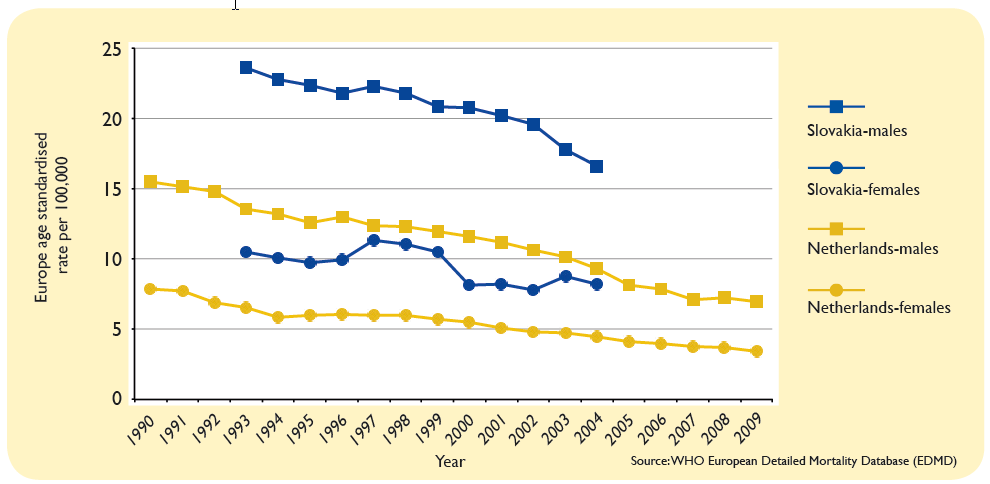 25
20
15
10
5
0
Europe age standardised
rate per 100,000
1990 1991 1992 1993 1994 1995 1996 1997 1998 1999 2000 2001 2002 2003 2004 2005 2006 2007 2008 2009
Year
Slovakia-males
Slovakia-females
Netherlands-males
Netherlands-females
Source:WHO European Detailed Mortality Database (EDMD)